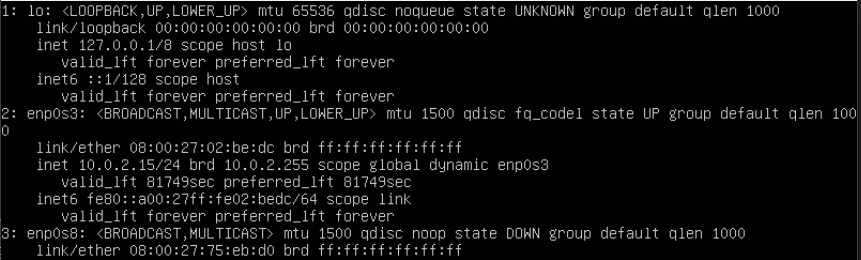 1: lo: <LOOPBACK,UP,LOWER_UP> mtu 65536 qdisc noqueue state UNKNOWN group default qlen 1000
    link/loopback 00:00:00:00:00:00 brd 00:00:00:00:00:00
    inet 127.0.0.1/8 scope host lo
       valid_lft forever preferred_lft forever
    inet6 ::1/128 scope host
       valid_lft forever preferred_lft forever
2: enp0s3: <BROADCAST,MULTICAST,UP,LOWER_UP> mtu 1500 qdisc fq_codel state UP group default qlen 100
0
    link/ether 08:00:27:02:be:dc brd ff:ff:ff:ff:ff:ff
    inet 10.0.2.15/24 brd 10.0.2.255 scope global dynamic enp0s3
       valid_lft 81749sec preferred_lft 81749sec
    inet6 fe80::a00:27ff:fe02:bedc/64 scope link
       valid_lft forever preferred_lft forever
3: enp0s8: <BROADCAST,MULTICAST> mtu 1500 qdisc noop state DOWN group default qlen 1000
    link/ether 08:00:27:75:eb:d0 brd ff:ff:ff:ff:ff:ff